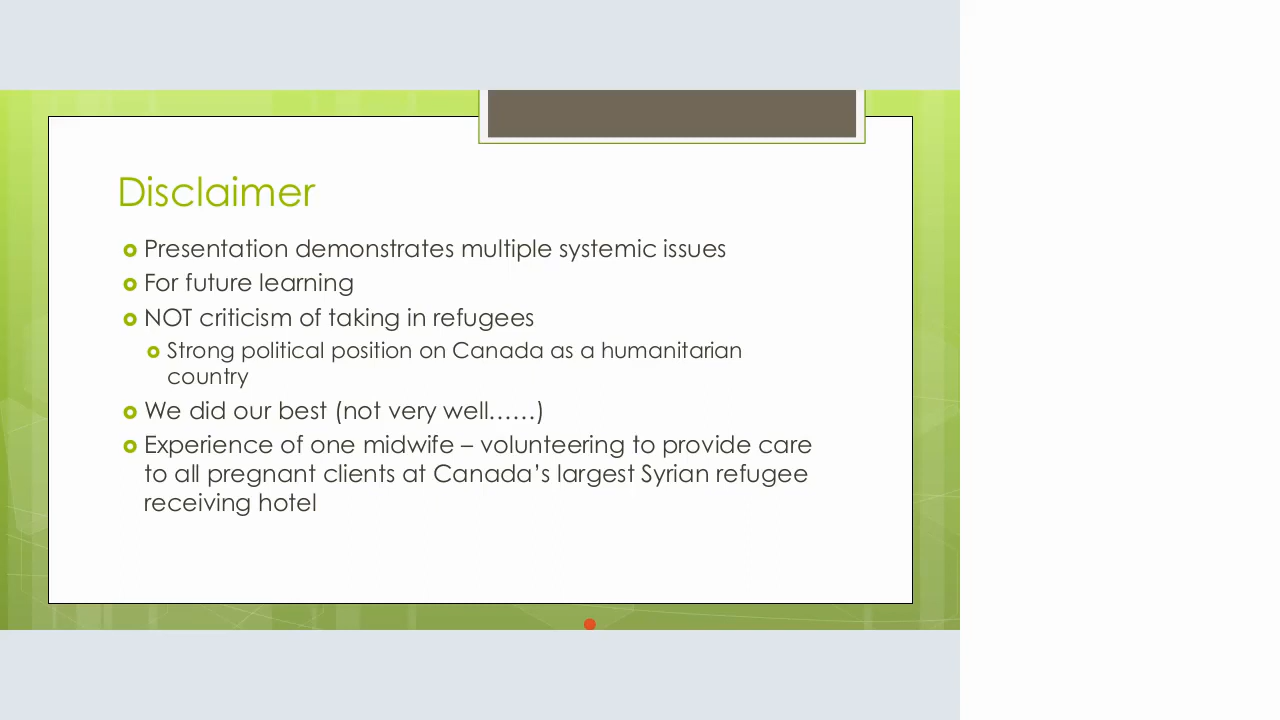 Disclaimer
Presentation demonstrates multiple systemic issues
For future learning
NOT criticism of taking in refugees
Strong political position on Canada as a humanitarian
country
We did our best (not very well……)
Experience of one midwife – volunteering to provide care
to all pregnant clients at Canada’s largest Syrian refugee
receiving hotel